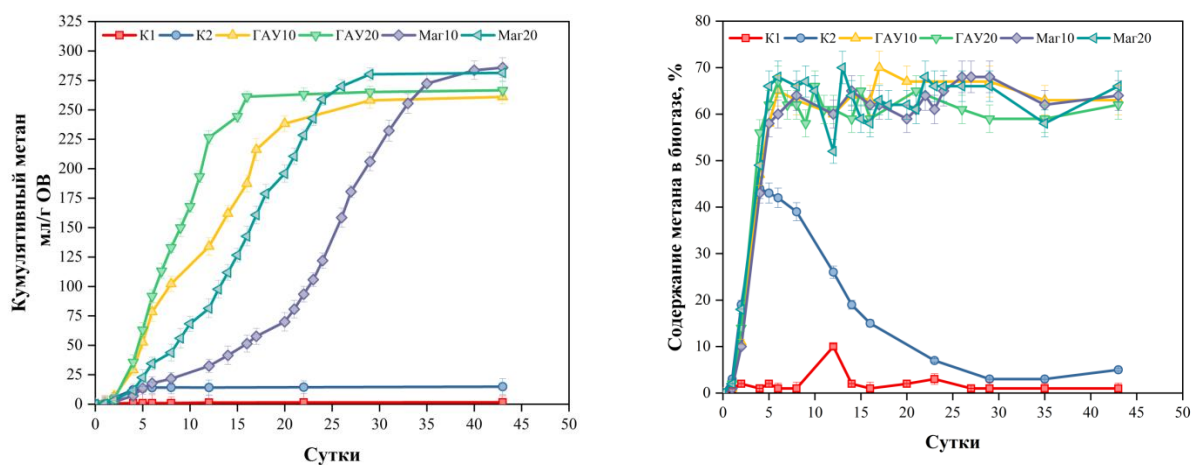 325
300
275
250
225
200
175
150
125
100
75
50
25
0
Кумулятивный метан
мл/г ОВ
К1 К2 ГАУ10 ГАУ20 Маг10 Маг20
0 5 10 15 20 25 30 35 40 45 50
Сутки
80
70
60
50
40
30
20
10
0
Содержание метана в биогазе, %
К1 К2 ГАУ10 ГАУ20 Маг10 Маг20
0 5 10 15 20 25 30 35 40 45 50
Сутки